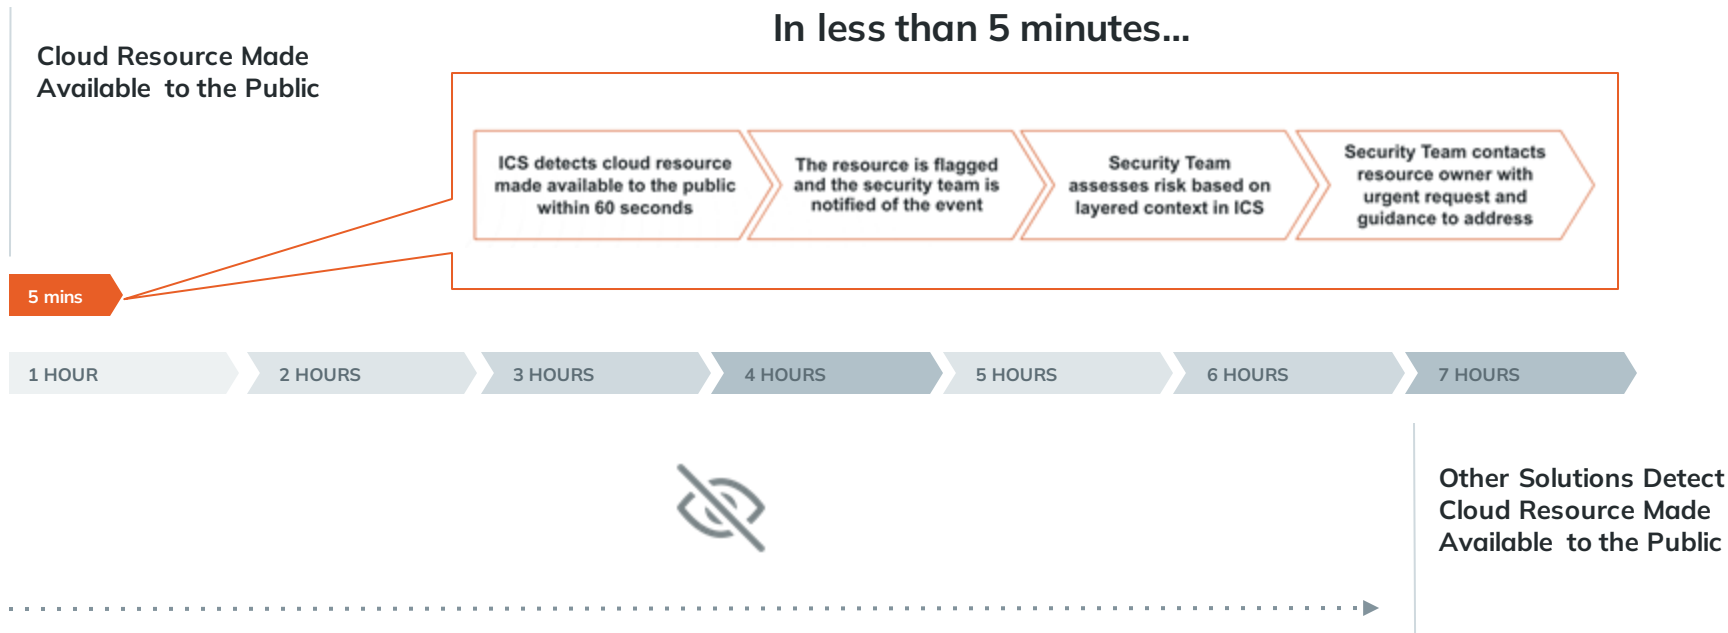 In less than 5 minutes...
Cloud Resource Made
Available to the Public
ICS detects cloud resource
made available to the public
within 60 seconds
The resource is flagged
and the security team is
notified of the event
Security Team
assesses risk based on
layered context in ICS
Security Team contacts
resource owner with
urgent request and
guidance to address
5 mins
1 HOUR
2 HOURS
3 HOURS
4 HOURS
5 HOURS
6 HOURS
7 HOURS
Other Solutions Detect
Cloud Resource Made
Available to the Public